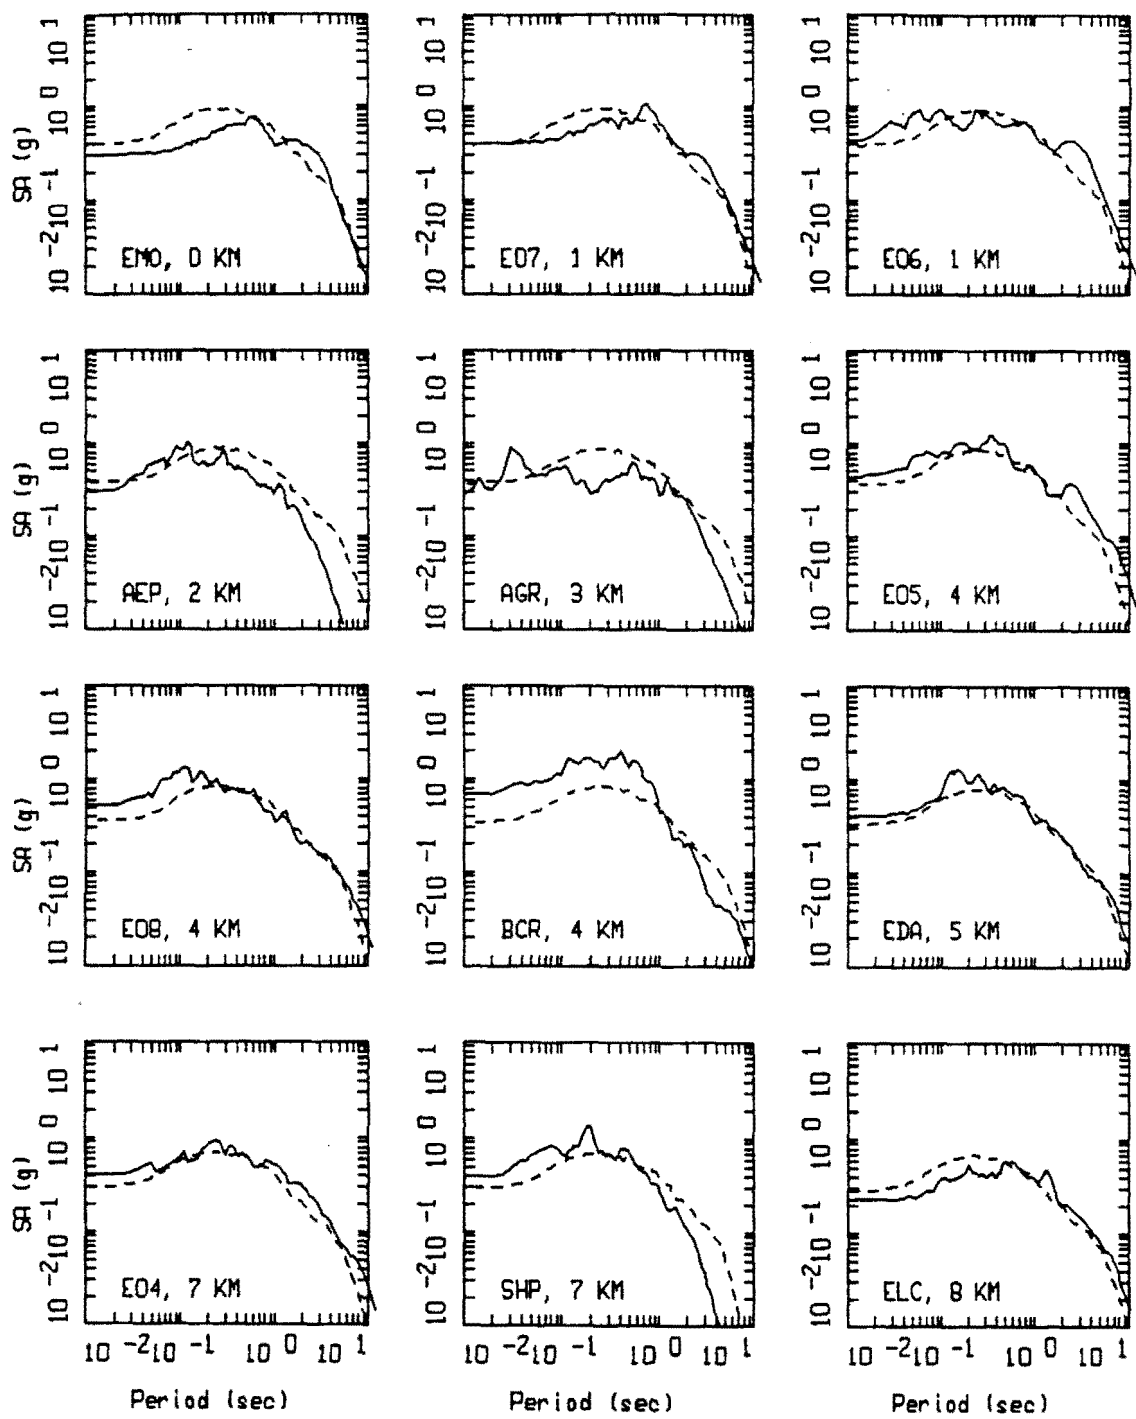 SA (g)
10 -2 10 -1 10 0 10 1
EMO, 0 KM
10 -2 10 -1 10 0 10 1
E07, 1 KM
10 -2 10 -1 10 0 10 1
E06, 1 KM
SA (g)
10 -2 10 -1 10 0 10 1
AEP, 2 KM
10 -2 10 -1 10 0 10 1
AGR, 3 KM
10 -2 10 -1 10 0 10 1
E05, 4 KM
SA (g)
10 -2 10 -1 10 0 10 1
E08, 4 KM
10 -2 10 -1 10 0 10 1
BCR, 4 KM
10 -2 10 -1 10 0 10 1
EDA, 5 KM
SA (g)
10 -2 10 -1 10 0 10 1
E04, 7 KM
10 -2 10 -1 10 0 10 1
SHP, 7 KM
10 -2 10 -1 10 0 10 1
ELC, 8 KM
10 -2 10 -1 10 0 10 1
10 -2 10 -1 10 0 10 1
10 -2 10 -1 10 0 10 1
Period (sec)
Period (sec)
Period (sec)